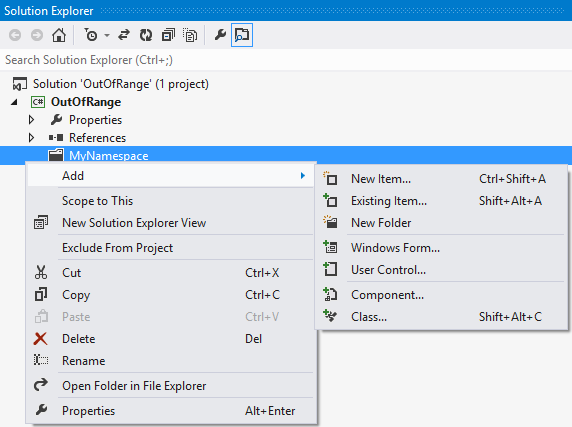 Solution Explorer
Search Solution Explorer (Ctrl+;)
Solution 'OutOfRange' (1 project)
C# OutOfRange
Properties
References
MyNamespace
Add
Scope to This
New Solution Explorer View
Exclude From Project
Cut Ctrl+X
Copy Ctrl+C
Paste Ctrl+V
Delete Del
Rename
Open Folder in File Explorer
Properties Alt+Enter
New Item... Ctrl+Shift+A
Existing Item... Shift+Alt+A
New Folder
Windows Form...
User Control...
Component...
Class... Shift+Alt+C